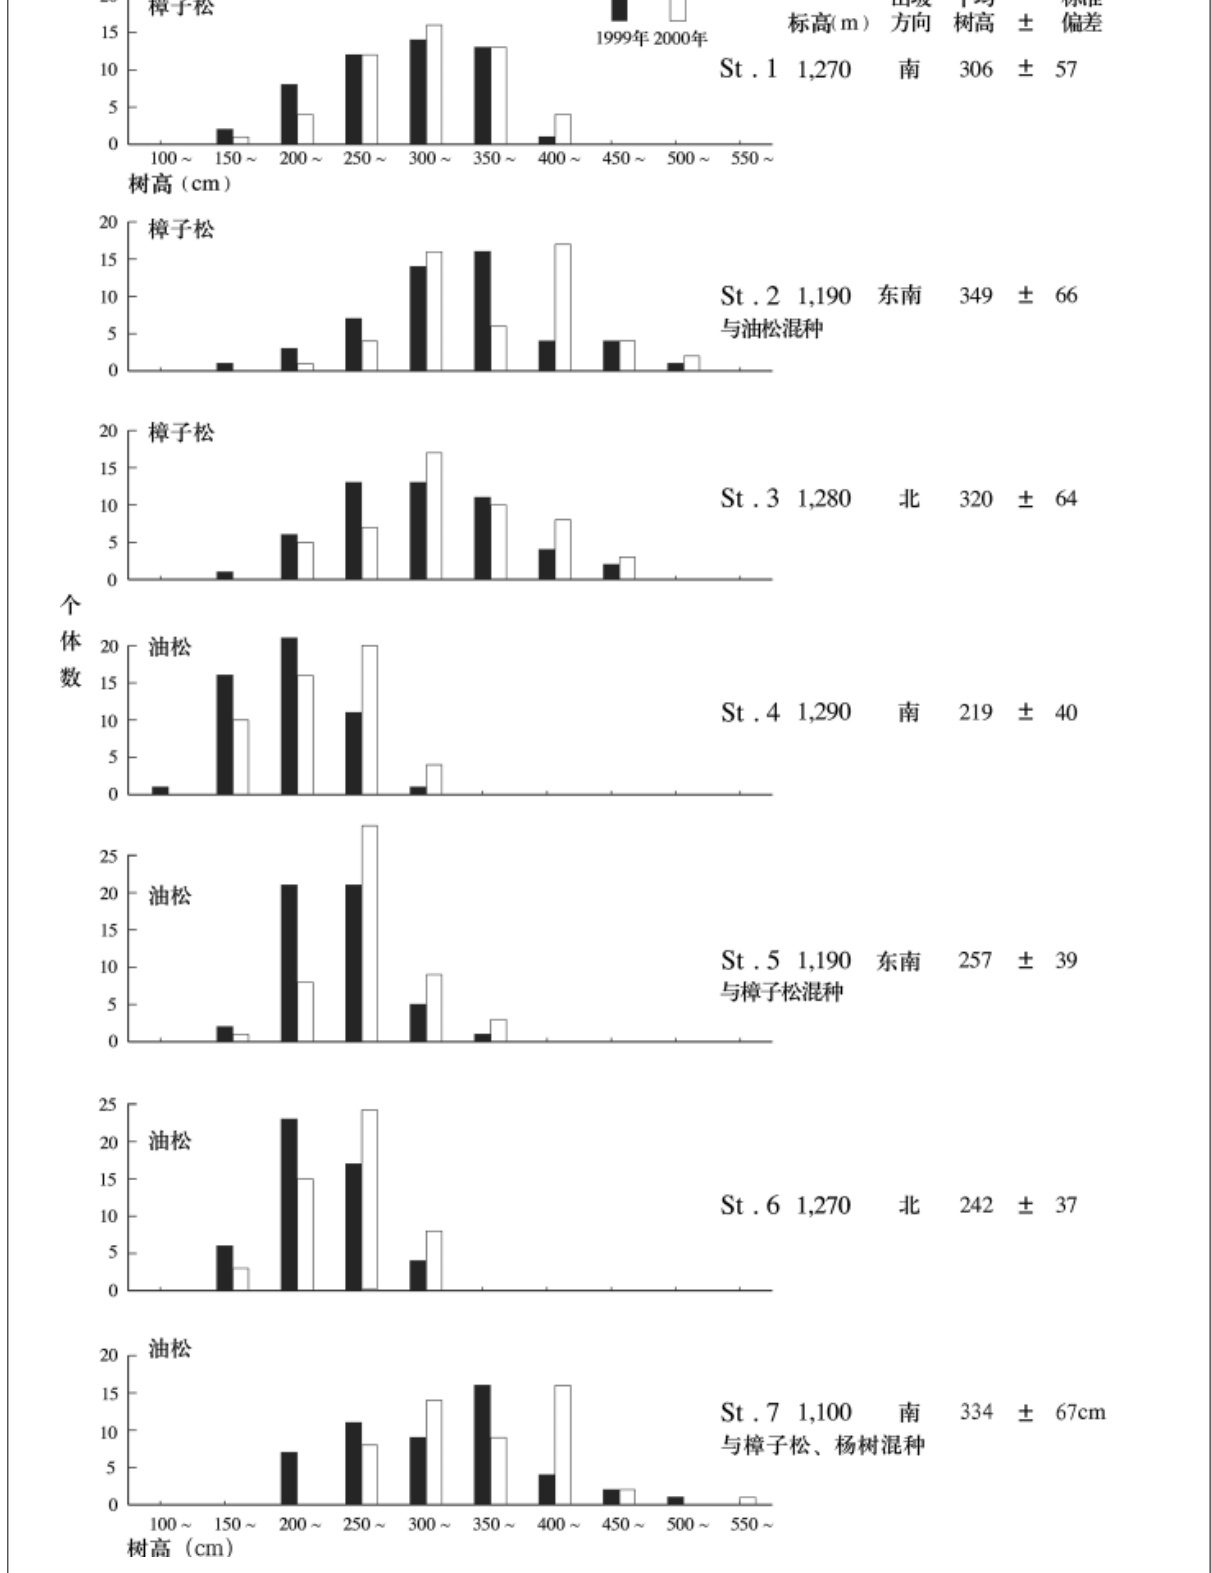 樟子松
15
10
5
0
100 ~ 150 ~ 200 ~ 250 ~ 300 ~ 350 ~ 400 ~ 450 ~ 500 ~ 550 ~
树高 (cm)
1999年 2000年
标高(m) 方向 树高 ± 偏差
St . 1 1,270 南 306 ± 57
20 樟子松
15
10
5
0
St . 2 1,190 东南 349 ± 66
与油松混种
20 樟子松
15
10
5
0
St . 3 1,280 北 320 ± 64
个
体
数
20 油松
15
10
5
0
St . 4 1,290 南 219 ± 40
25
20 油松
15
10
5
0
St . 5 1,190 东南 257 ± 39
与樟子松混种
25
20 油松
15
10
5
0
St . 6 1,270 北 242 ± 37
油松
20
15
10
5
0
St . 7 1,100 南 334 ± 67cm
与樟子松、杨树混种
100 ~ 150 ~ 200 ~ 250 ~ 300 ~ 350 ~ 400 ~ 450 ~ 500 ~ 550 ~
树高 (cm)